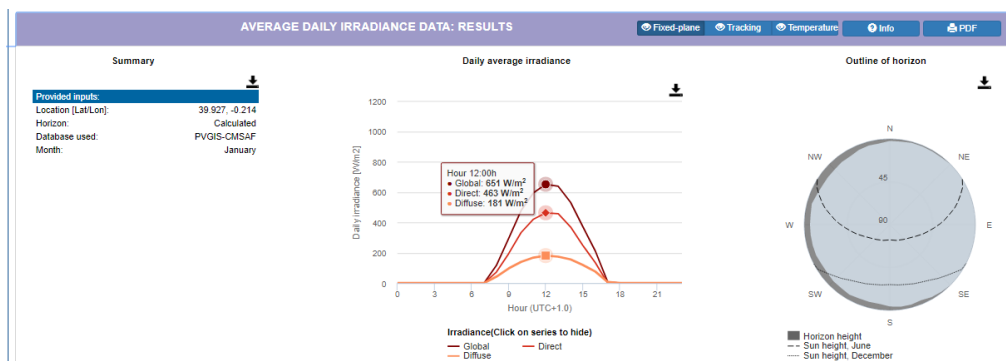 AVERAGE DAILY IRRADIANCE DATA: RESULTS
Fixed-plane
Tracking
Temperature
Info
PDF
Summary
Provided inputs:
Location [Lat/Lon]: 39.927, -0.214
Horizon: Calculated
Database used: PVGIS-CMSAF
Month: January
Daily average irradiance
Daily irradiance [W/m2]
1200
1000
800
600
400
200
0
Hour 12:00h
Global: 651 W/m²
Direct: 463 W/m²
Diffuse: 181 W/m²
0 3 6 9 12 15 18 21
Hour (UTC+1.0)
Irradiance(Click on series to hide)
Global Direct
Diffuse
Outline of horizon
N
NW NE
45
W 90 E
SW SE
S
Horizon height
Sun height, June
Sun height, December